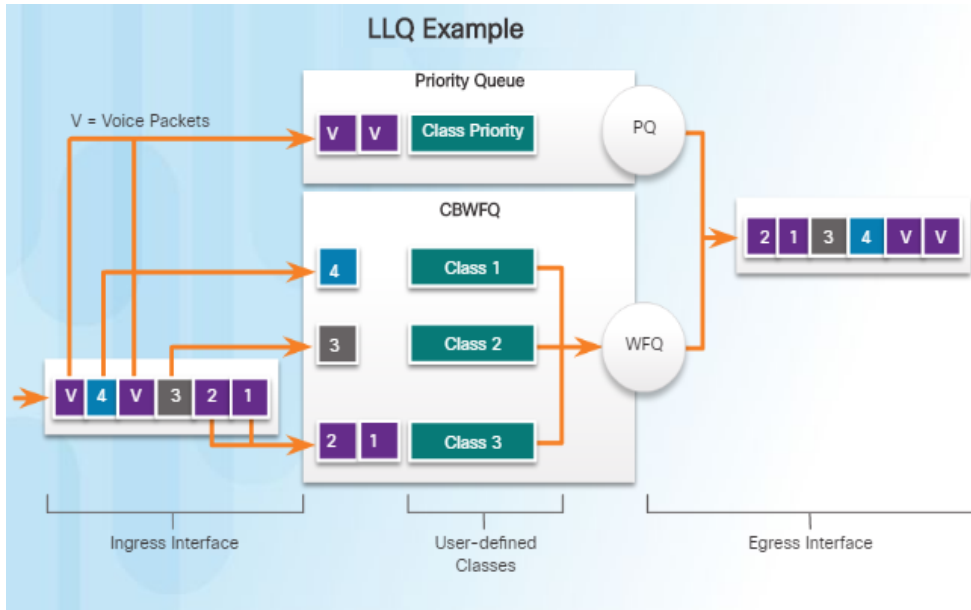 LLQ Example
Priority Queue
V = Voice Packets
V V Class Priority
PQ
CBWFQ
4 Class 1
3 Class 2
WFQ
2 1 Class 3
V 4 V 3 2 1
2 1 3 4 V V
Ingress Interface
User-defined
Classes
Egress Interface